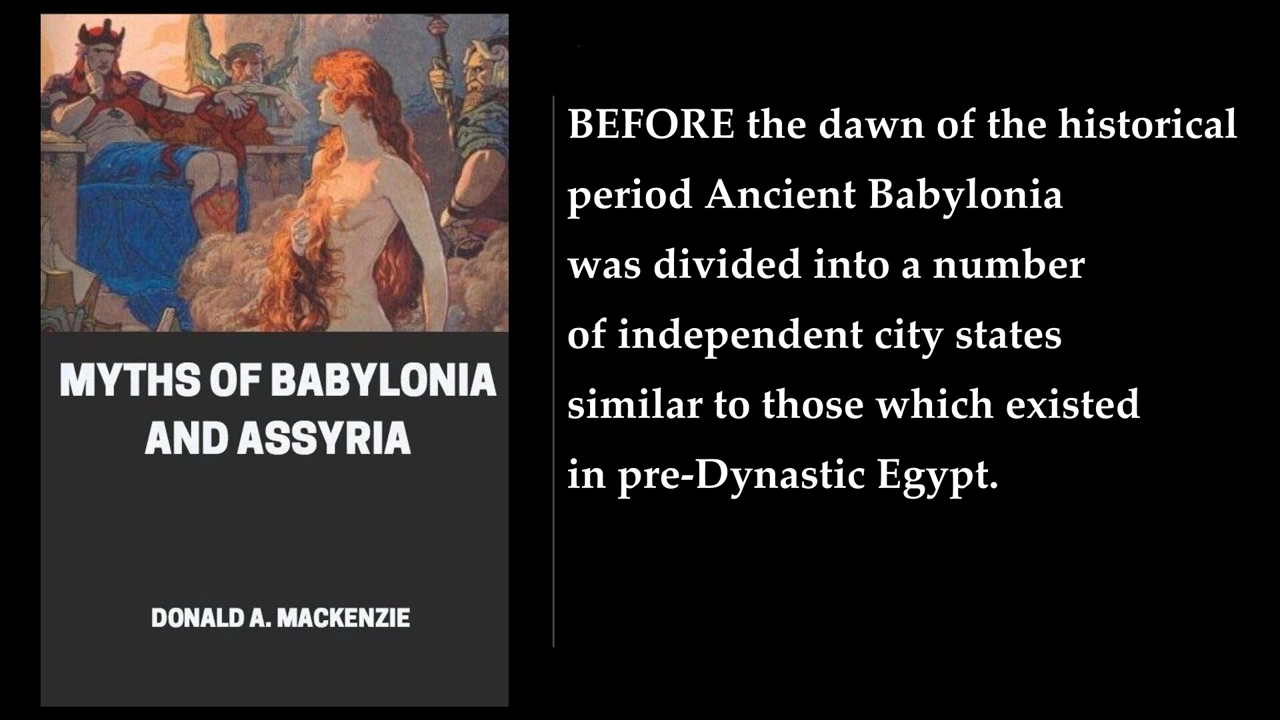 MYTHS OF BABYLONIA
AND ASSYRIA
DONALD A. MACKENZIE
BEFORE the dawn of the historical
period Ancient Babylonia
was divided into a number
of independent city states
similar to those which existed
in pre-Dynastic Egypt.